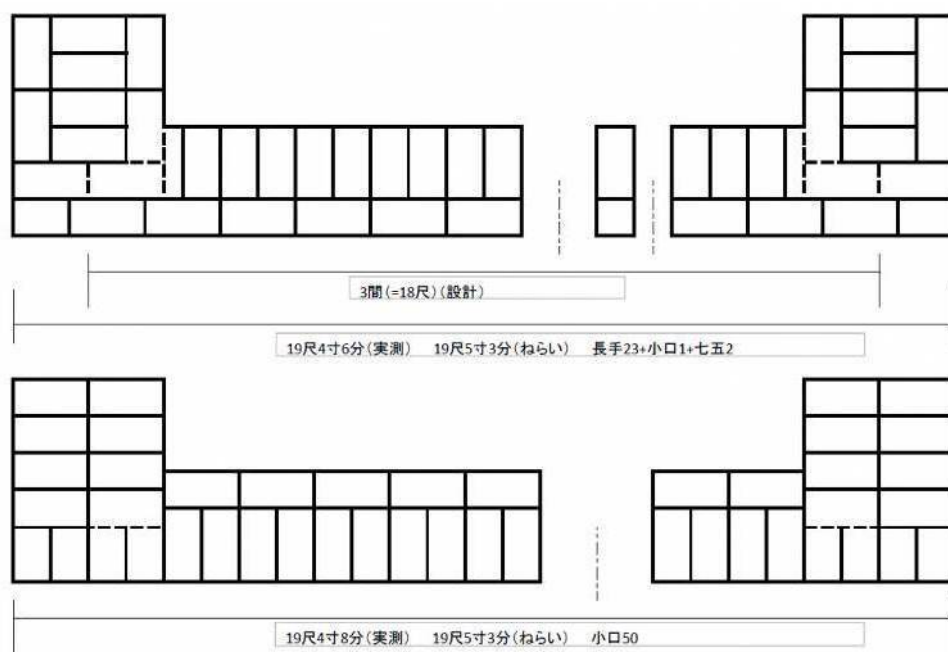 3間(=18尺)(設計)
19尺4寸6分(実測) 19尺5寸3分(ねらい) 長手23+小口1+七五2
19尺4寸8分(実測) 19尺5寸3分(ねらい) 小口50